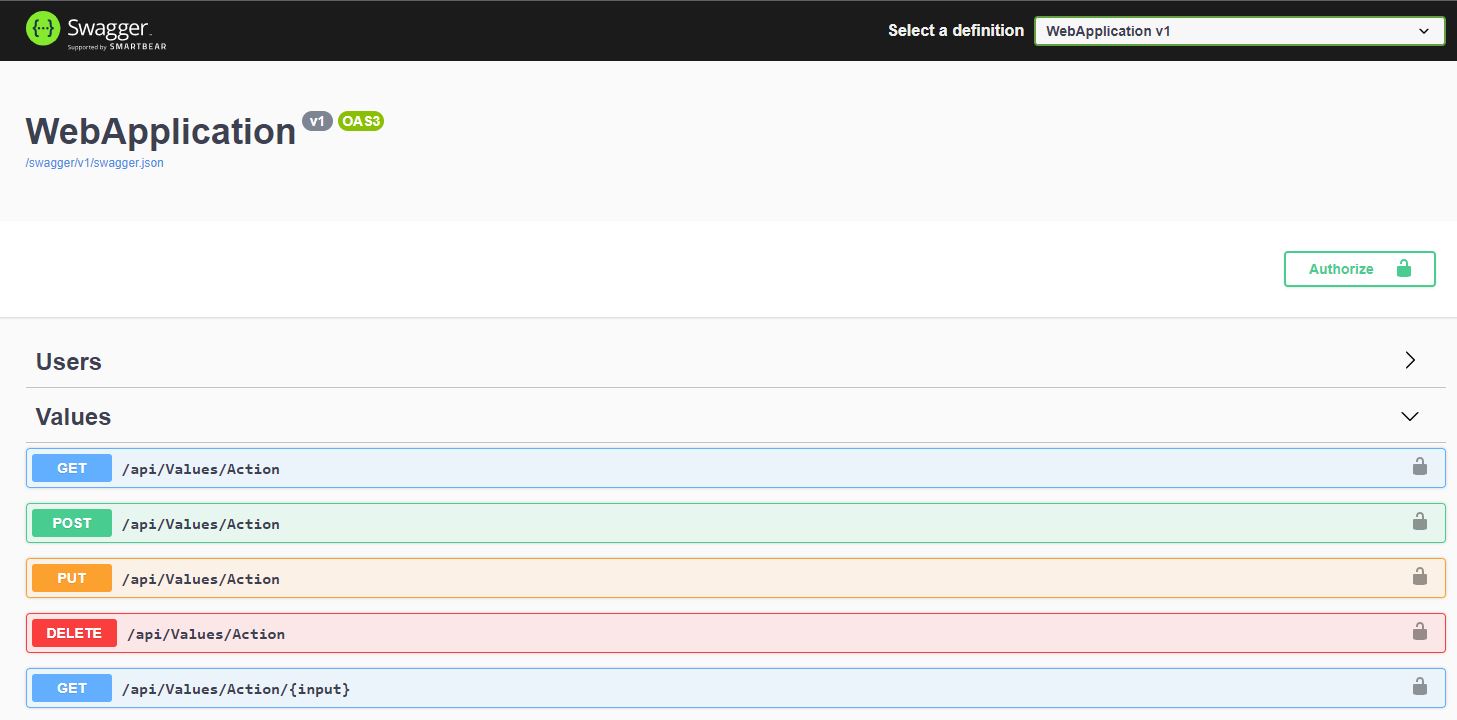 Swagger.
Supported by SMARTBEAR
Select a definition
WebApplication v1
WebApplication v1 OAS3
/swagger/v1/swagger.json
Authorize
Users
Values
GET /api/Values/Action
POST /api/Values/Action
PUT /api/Values/Action
DELETE /api/Values/Action
GET /api/Values/Action/{input}